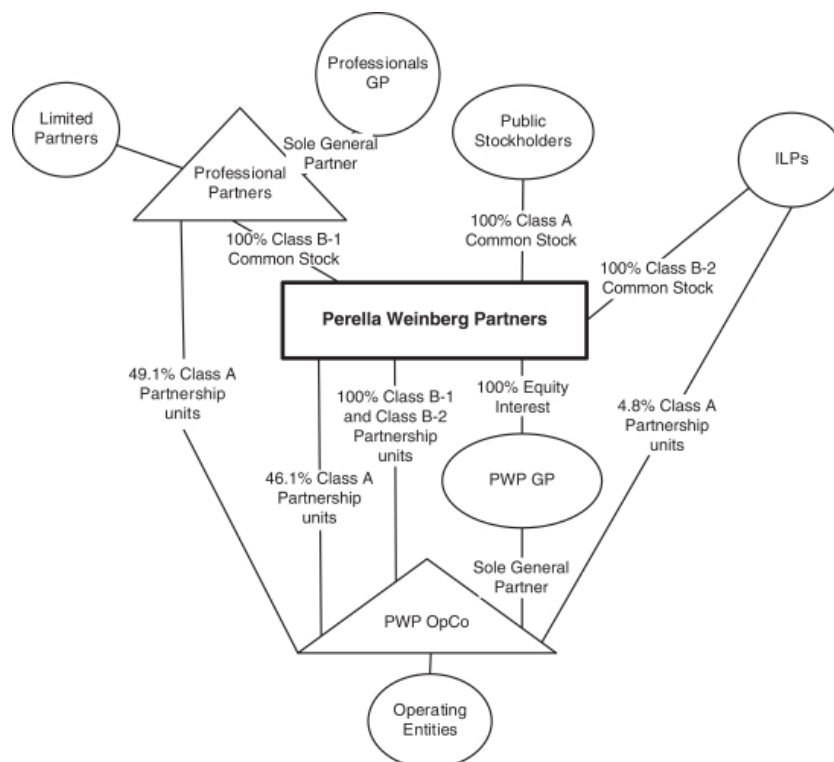 Professionals
GP
Limited
Partners
Public
Stockholders
ILPs
Sole General
Partner
Professional
Partners
100% Class B-1
Common Stock
100% Class A
Common Stock
100% Class B-2
Common Stock
Perella Weinberg Partners
49.1% Class A
Partnership
units
100% Class B-1
and Class B-2
Partnership
units
100% Equity
Interest
4.8% Class A
Partnership
units
46.1% Class A
Partnership
units
PWP GP
Sole General
Partner
PWP OpCo
Operating
Entities